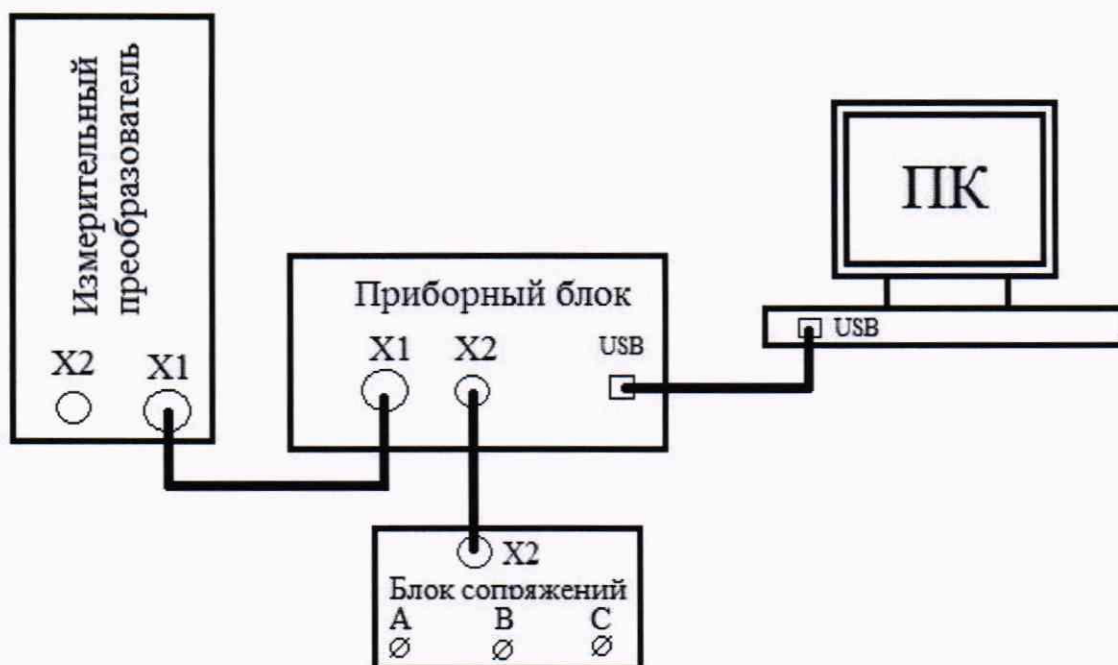 Измерительный
преобразователь
X2
X1
Приборный блок
X1
X2
USB
ПК
USB
X2
Блок сопряжений
A
B
C